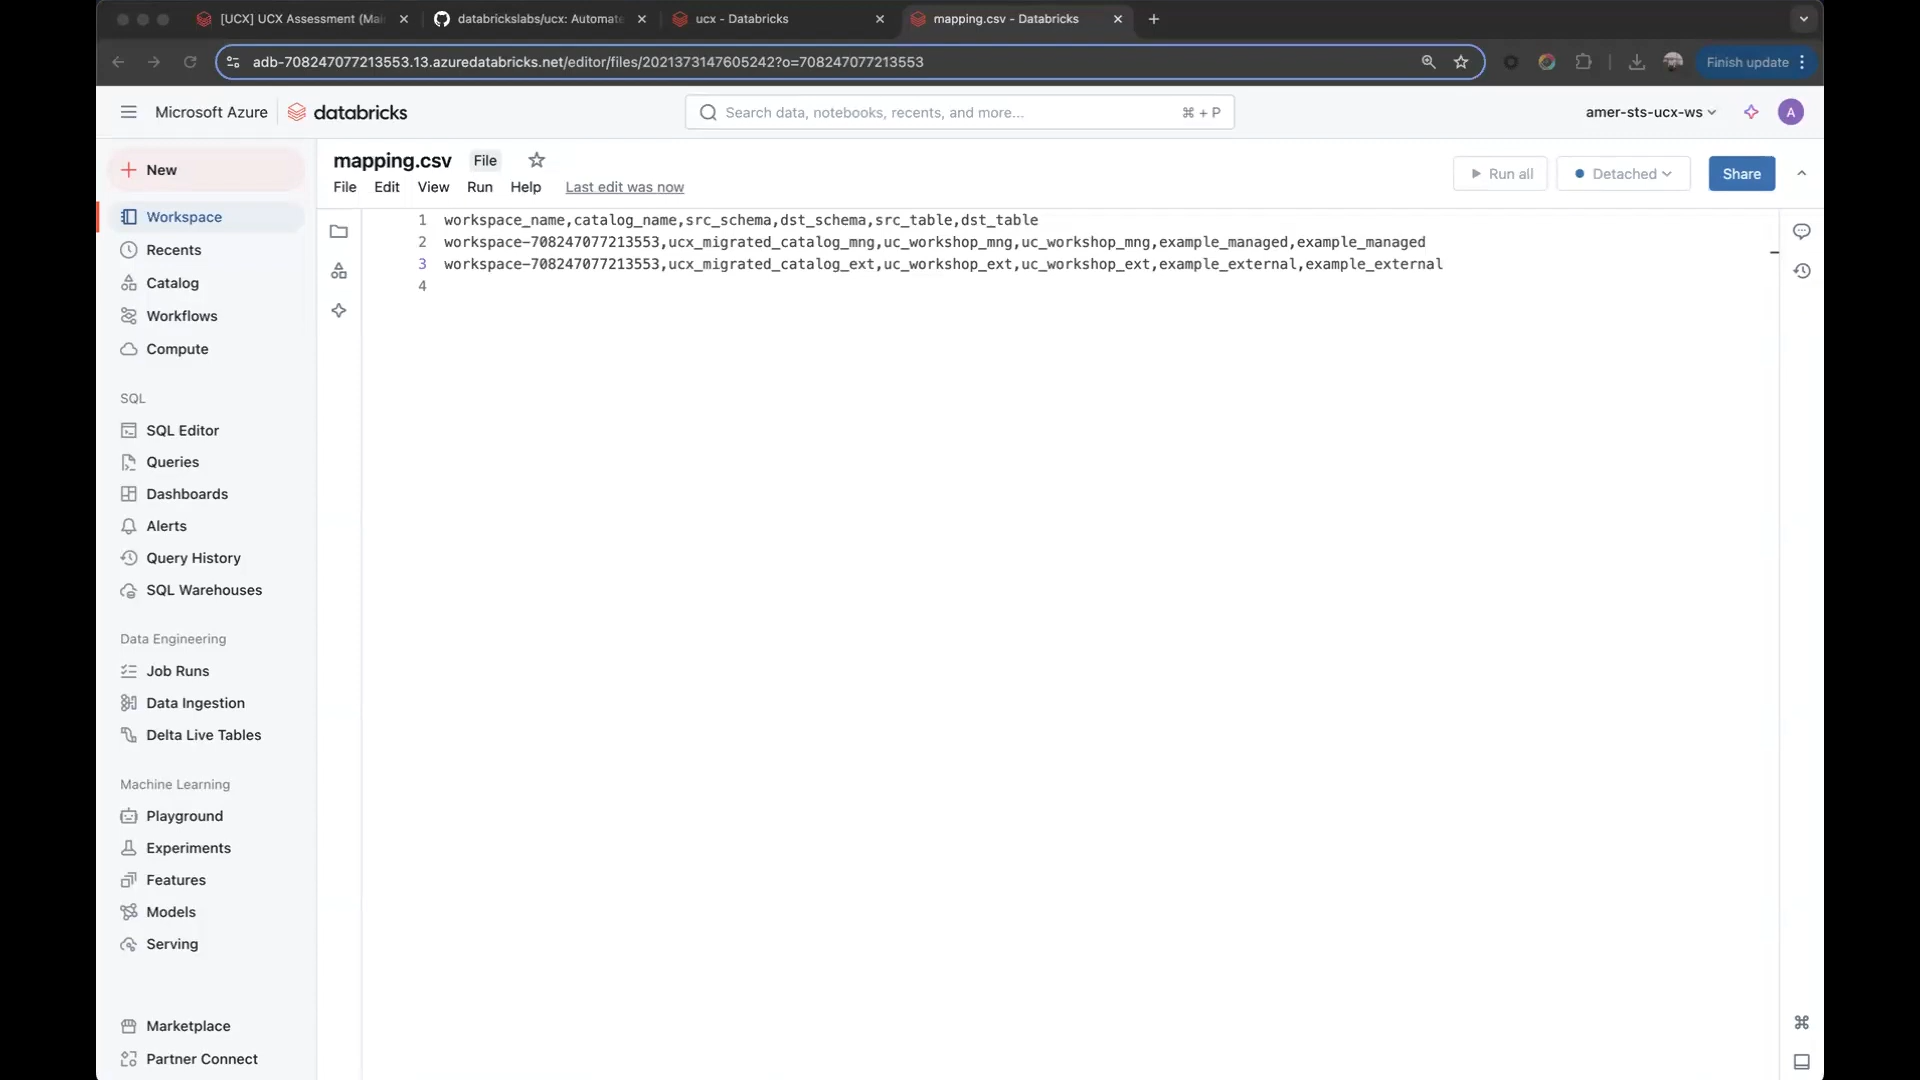 [UCX] UCX Assessment (Mai
databrickslabs/ucx: Automate
ucx - Databricks
mapping.csv - Databricks
adb-708247077213553.13.azuredatabricks.net/editor/files/2021373147605242?o=708247077213553
Finish update
Microsoft Azure
databricks
Search data, notebooks, recents, and more...
⌘ + P
amer-sts-ucx-ws
A
New
Workspace
Recents
Catalog
Workflows
Compute
SQL
SQL Editor
Queries
Dashboards
Alerts
Query History
SQL Warehouses
Data Engineering
Job Runs
Data Ingestion
Delta Live Tables
Machine Learning
Playground
Experiments
Features
Models
Serving
Marketplace
Partner Connect
mapping.csv
File
File Edit View Run Help Last edit was now
Run all
Detached
Share
1 workspace_name,catalog_name,src_schema,dst_schema,src_table,dst_table
2 workspace-708247077213553,ucx_migrated_catalog_mng,uc_workshop_mng,uc_workshop_mng,example_managed,example_managed
3 workspace-708247077213553,ucx_migrated_catalog_ext,uc_workshop_ext,uc_workshop_ext,example_external,example_external
4